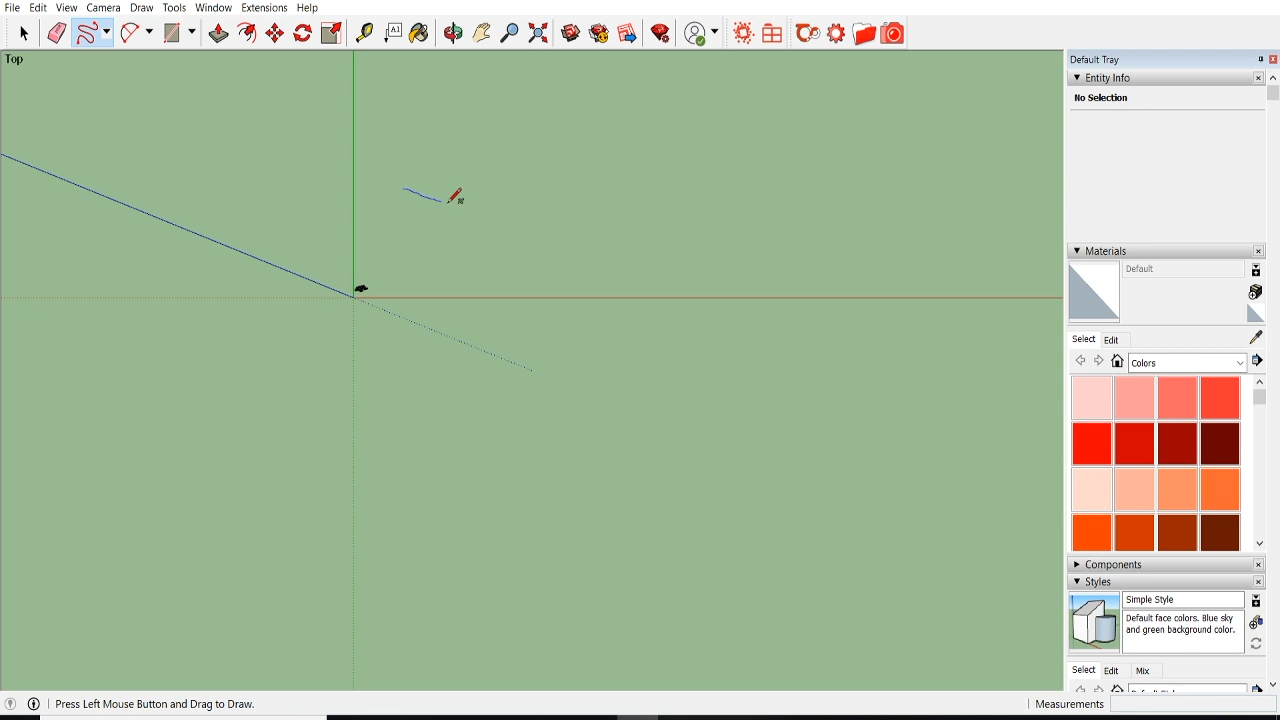 File Edit View Camera Draw Tools Window Extensions Help
A1
Top
Default Tray
Entity Info
No Selection
Materials
Default
Select Edit
Colors
Components
Styles
Simple Style
Default face colors. Blue sky
and green background color.
Select Edit Mix
Press Left Mouse Button and Drag to Draw.
Measurements